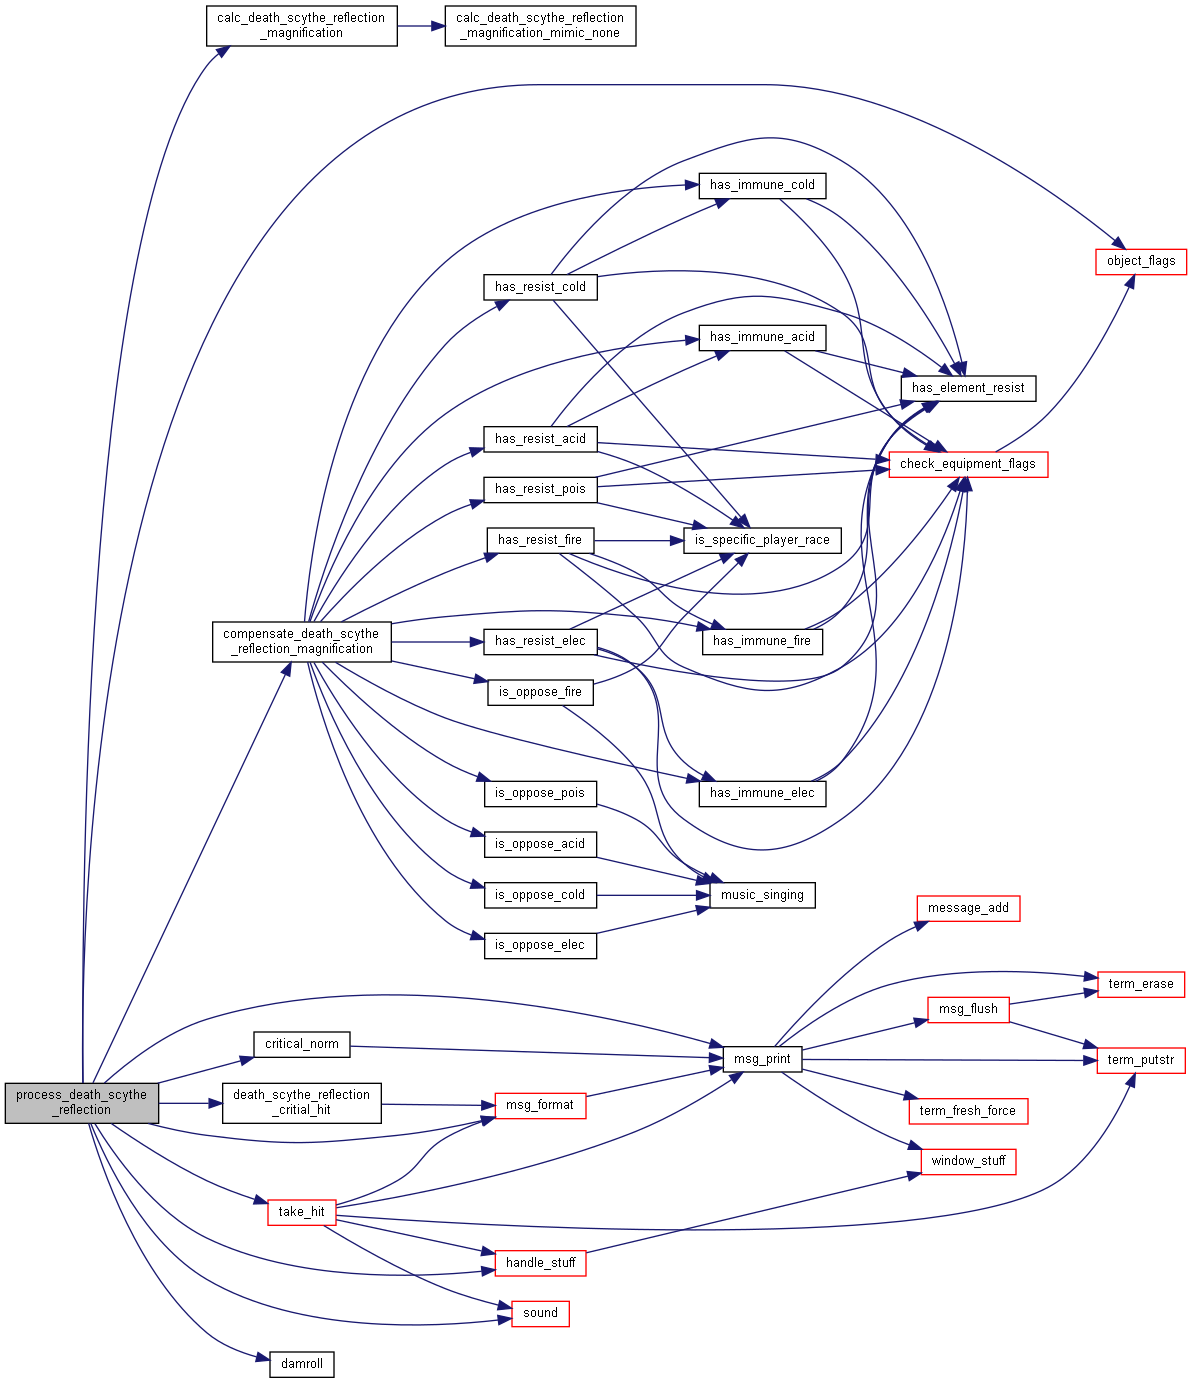 calc_death_scythe_reflection
_magnification
calc_death_scythe_reflection
_magnification_mimic_none
has_immune_cold
object_flags
has_resist_cold
has_immune_acid
has_element_resist
has_resist_acid
check_equipment_flags
has_resist_pois
has_resist_fire
is_specific_player_race
compensate_death_scythe
_reflection_magnification
has_resist_elec
has_immune_fire
is_oppose_fire
is_oppose_pois
has_immune_elec
is_oppose_acid
is_oppose_cold
music_singing
message_add
is_oppose_elec
term_erase
msg_flush
critical_norm
msg_print
term_putstr
process_death_scythe
_reflection
death_scythe_reflection
_critial_hit
msg_format
term_fresh_force
window_stuff
take_hit
handle_stuff
sound
damroll